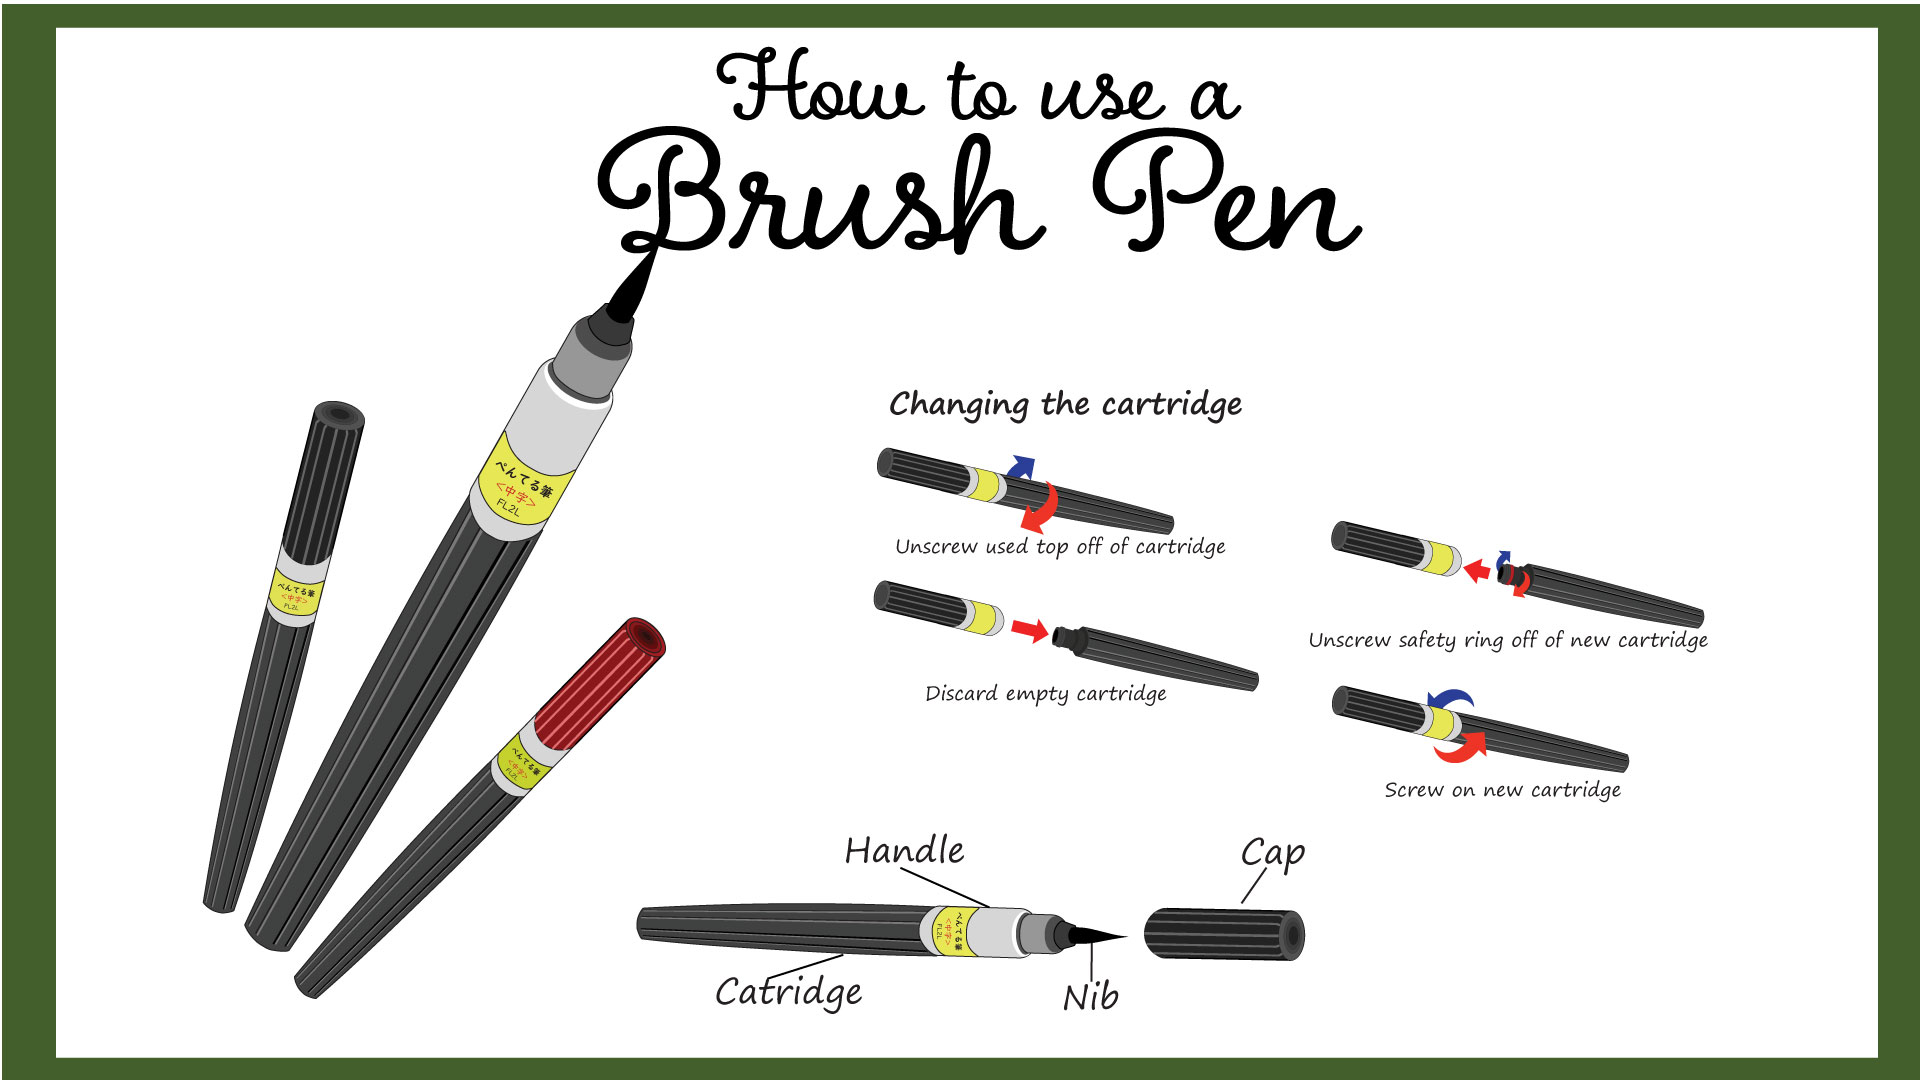 How to use a
Brush Pen
ぺんてる筆
<中字>
FL2L
ぺんてる筆
<中字>
FL2L
ぺんてる筆
<中字>
FL2L
Changing the cartridge
Unscrew used top off of cartridge
Discard empty cartridge
Unscrew safety ring off of new cartridge
Screw on new cartridge
Handle
Cap
ぺんてる筆
<中字>
FL2L
Catridge
Nib